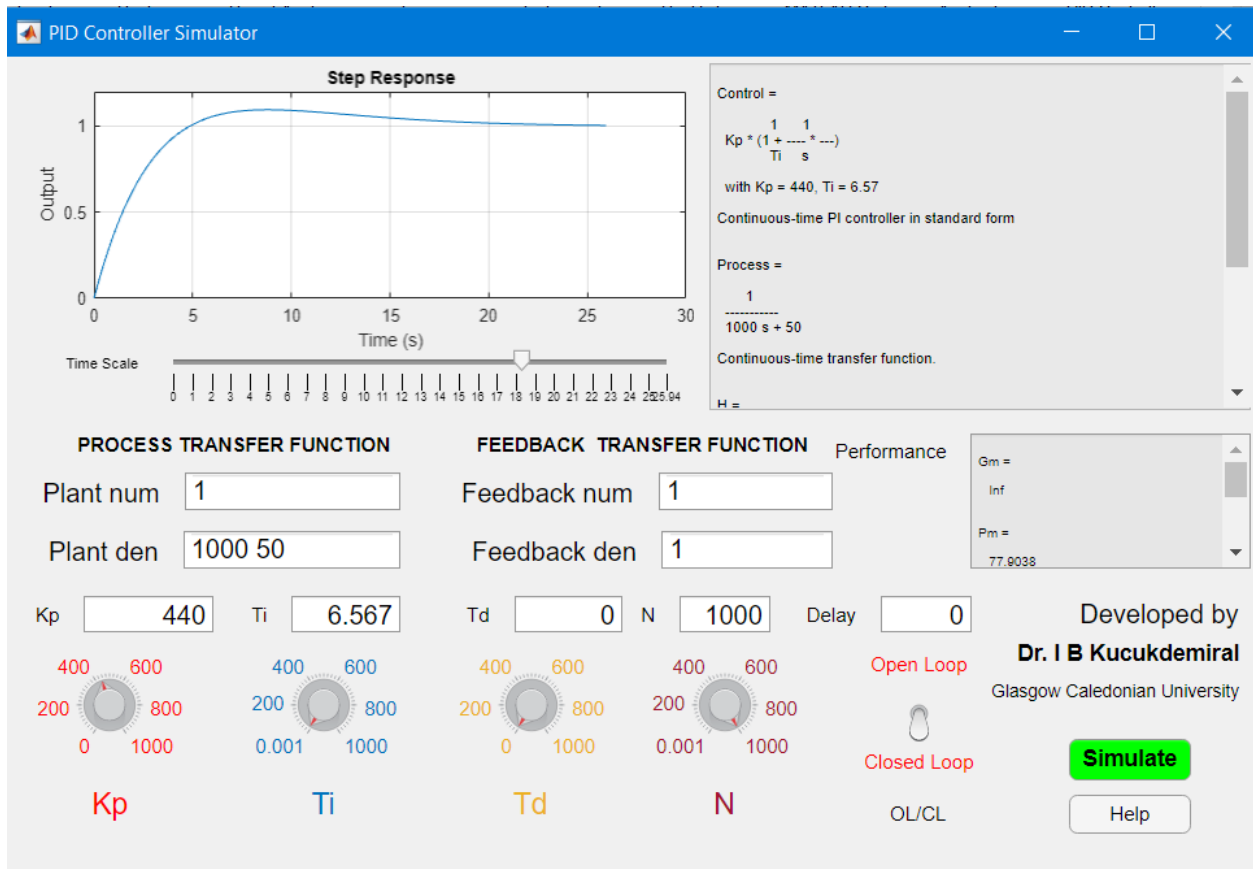 PID Controller Simulator
Step Response
Output
1
0.5
0
0 5 10 15 20 25 30
Time (s)
Time Scale
0 1 2 3 4 5 6 7 8 9 10 11 12 13 14 15 16 17 18 19 20 21 22 23 24 25 25.94
Control =
1 1
Kp * (1 + ---- * ---)
Ti s
with Kp = 440, Ti = 6.57
Continuous-time PI controller in standard form
Process =
1
-----------
1000 s + 50
Continuous-time transfer function.
H =
PROCESS TRANSFER FUNCTION
Plant num 1
Plant den 1000 50
FEEDBACK TRANSFER FUNCTION
Feedback num 1
Feedback den 1
Performance
Gm =
Inf
Pm =
77.9038
Kp 440 Ti 6.567 Td 0 N 1000 Delay 0
400 600
200 800
0 1000
Kp
400 600
200 800
0.001 1000
Ti
400 600
200 800
0 1000
Td
400 600
200 800
0.001 1000
N
Open Loop
Closed Loop
OL/CL
Developed by
Dr. I B Kucukdemiral
Glasgow Caledonian University
Simulate
Help